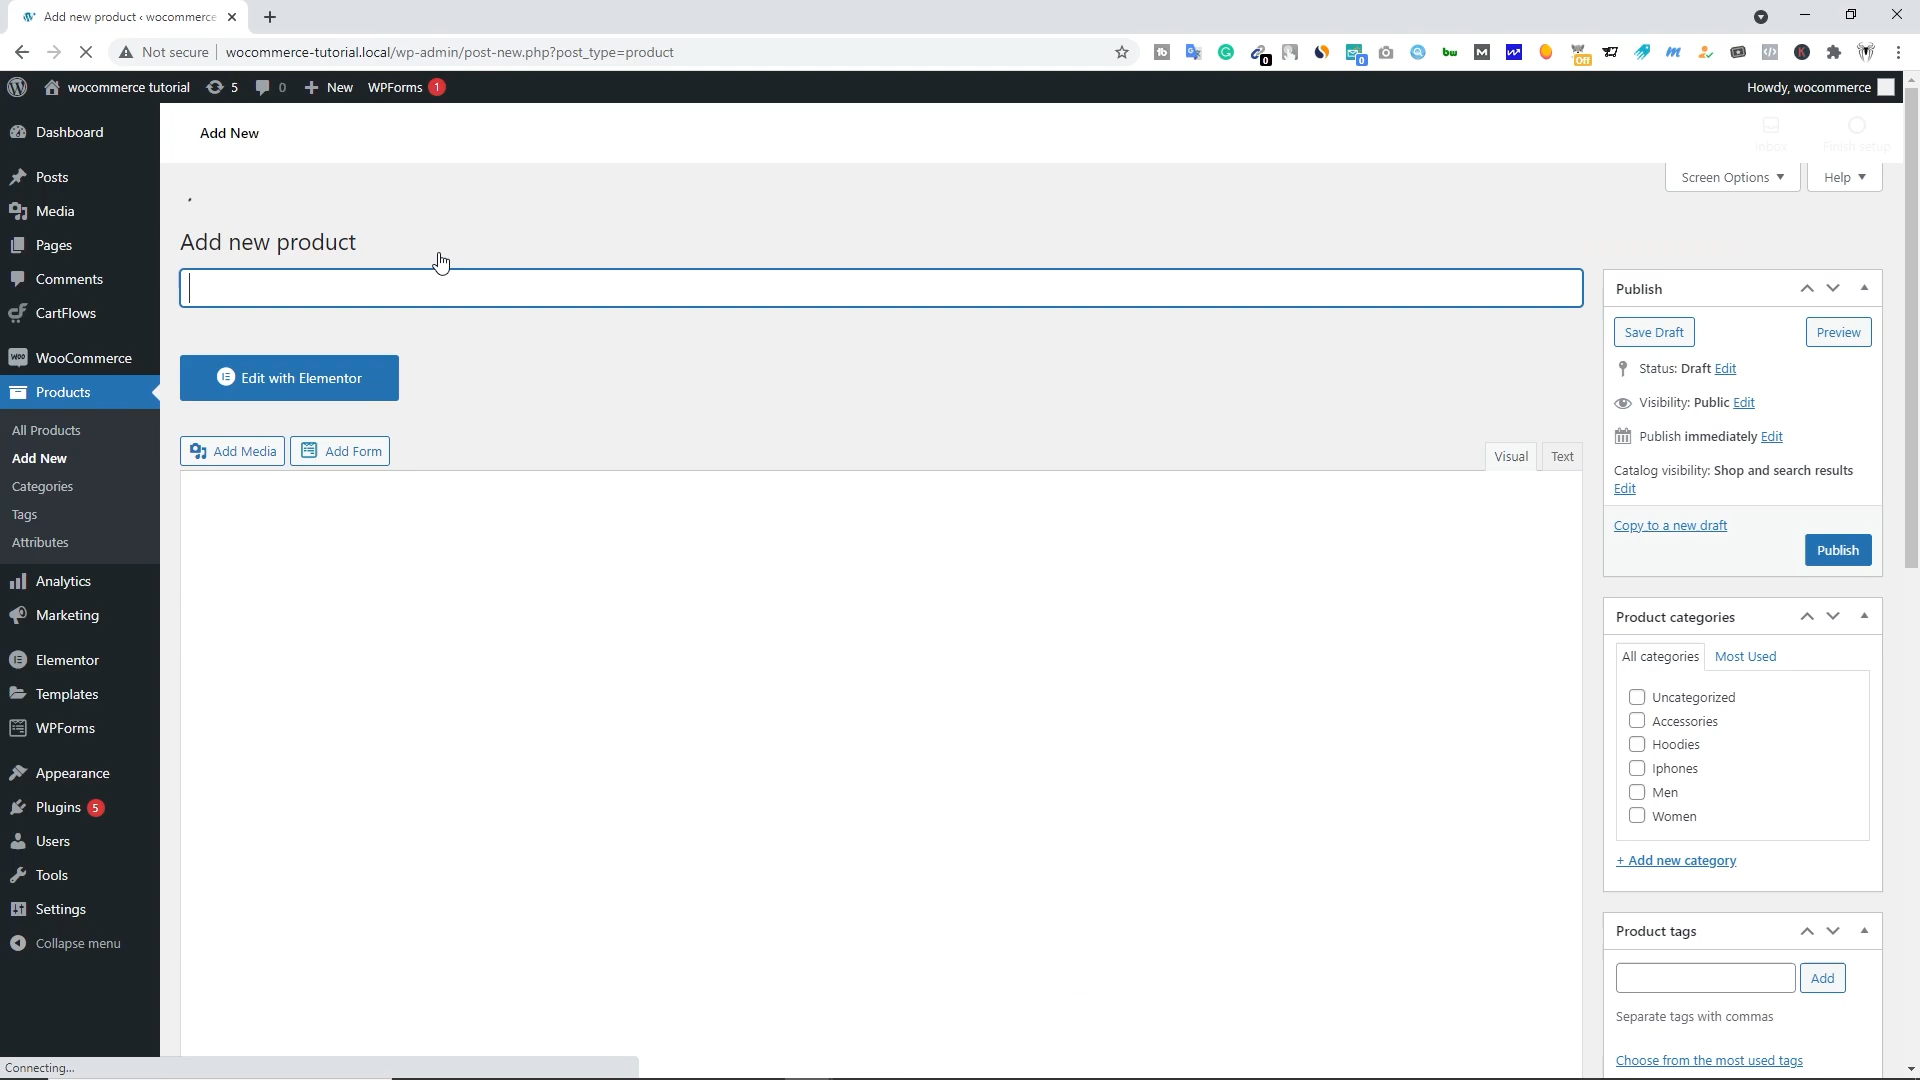 Add new product ‹ wocommerce
Not secure
wocommerce-tutorial.local/wp-admin/post-new.php?post_type=product
0
0
Off
wocommerce tutorial
5
0
New
WPForms
1
Howdy, wocommerce
Dashboard
Posts
Media
Pages
Comments
CartFlows
WooCommerce
Products
All Products
Add New
Categories
Tags
Attributes
Analytics
Marketing
Elementor
Templates
WPForms
Appearance
Plugins 5
Users
Tools
Settings
Collapse menu
Connecting...
Add New
Inbox
Finish setup
Screen Options
Help
Add new product
Edit with Elementor
Add Media
Add Form
Visual
Text
Publish
Save Draft
Preview
Status: Draft Edit
Visibility: Public Edit
Publish immediately Edit
Catalog visibility: Shop and search results
Edit
Copy to a new draft
Publish
Product categories
All categories
Most Used
Uncategorized
Accessories
Hoodies
Iphones
Men
Women
+ Add new category
Product tags
Add
Separate tags with commas
Choose from the most used tags